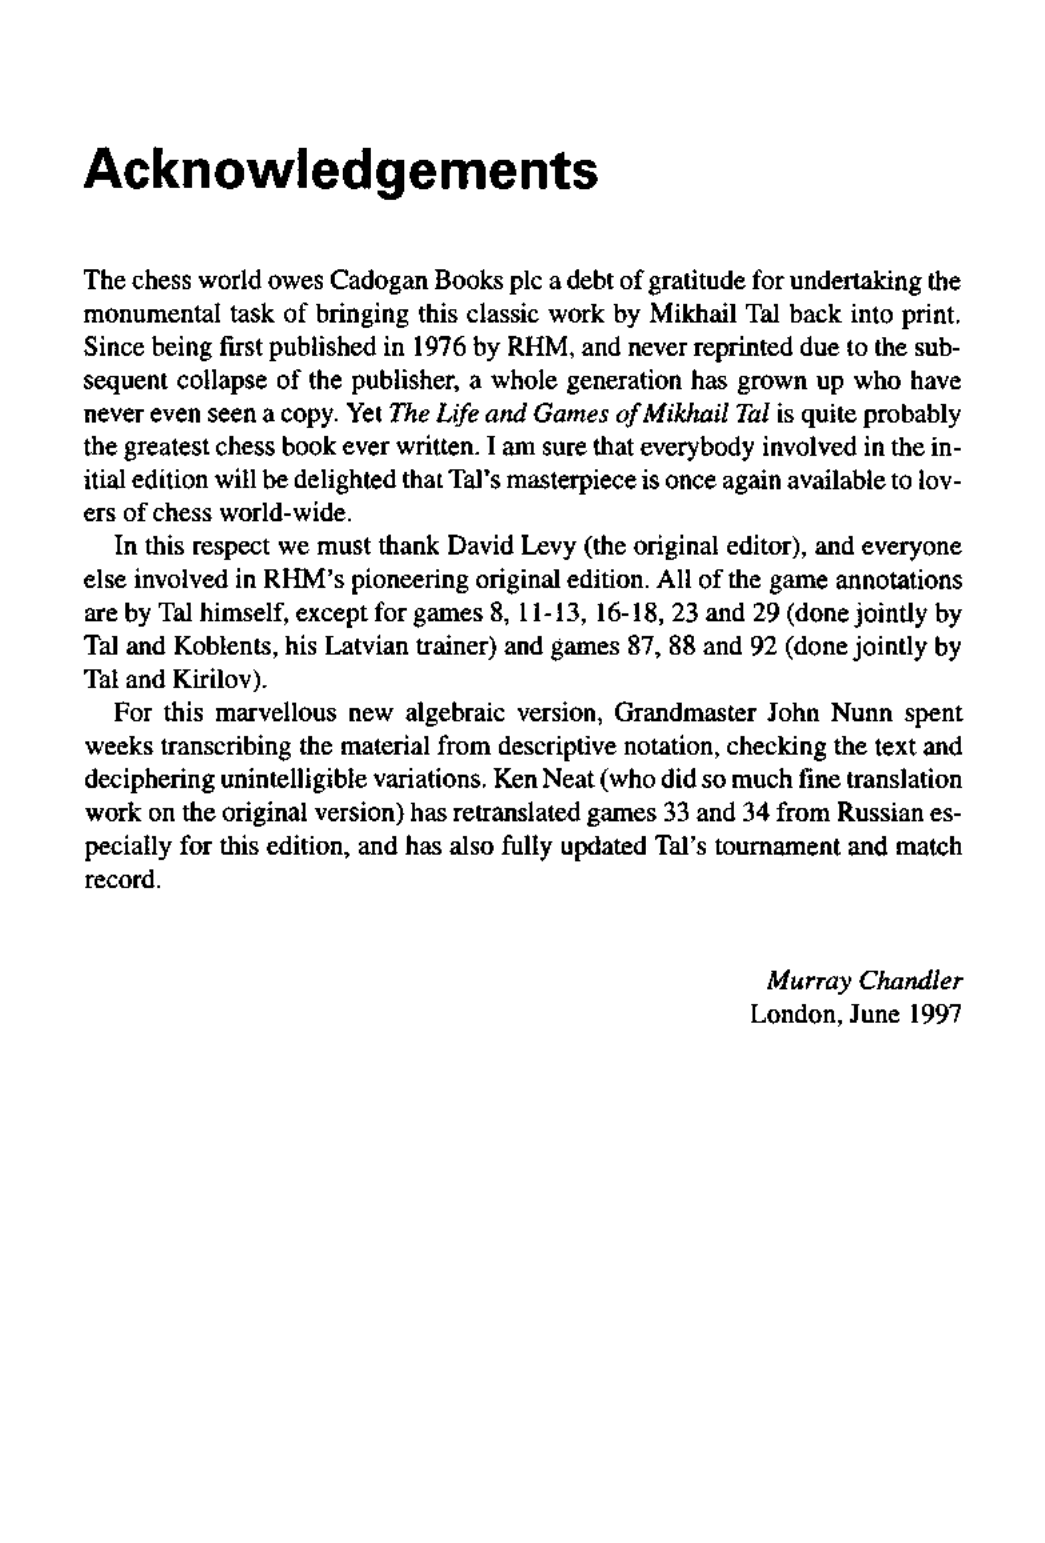 Acknowledgements
The chess world owes Cadogan Books plc a debt of gratitude for undertaking the
monumental task of bringing this classic work by Mikhail Tal back into print.
Since being first published in 1976 by RHM, and never reprinted due to the sub-
sequent collapse of the publisher, a whole generation has grown up who have
never even seen a copy. Yet The Life and Games of Mikhail Tal is quite probably
the greatest chess book ever written. I am sure that everybody involved in the in-
itial edition will be delighted that Tal's masterpiece is once again available to lov-
ers of chess world-wide.
In this respect we must thank David Levy (the original editor), and everyone
else involved in RHM's pioneering original edition. All of the game annotations
are by Tal himself, except for games 8, 11-13, 16-18, 23 and 29 (done jointly by
Tal and Koblents, his Latvian trainer) and games 87, 88 and 92 (done jointly by
Tal and Kirilov).
For this marvellous new algebraic version, Grandmaster John Nunn spent
weeks transcribing the material from descriptive notation, checking the text and
deciphering unintelligible variations. Ken Neat (who did so much fine translation
work on the original version) has retranslated games 33 and 34 from Russian es-
pecially for this edition, and has also fully updated Tal's tournament and match
record.
Murray Chandler
London, June 1997